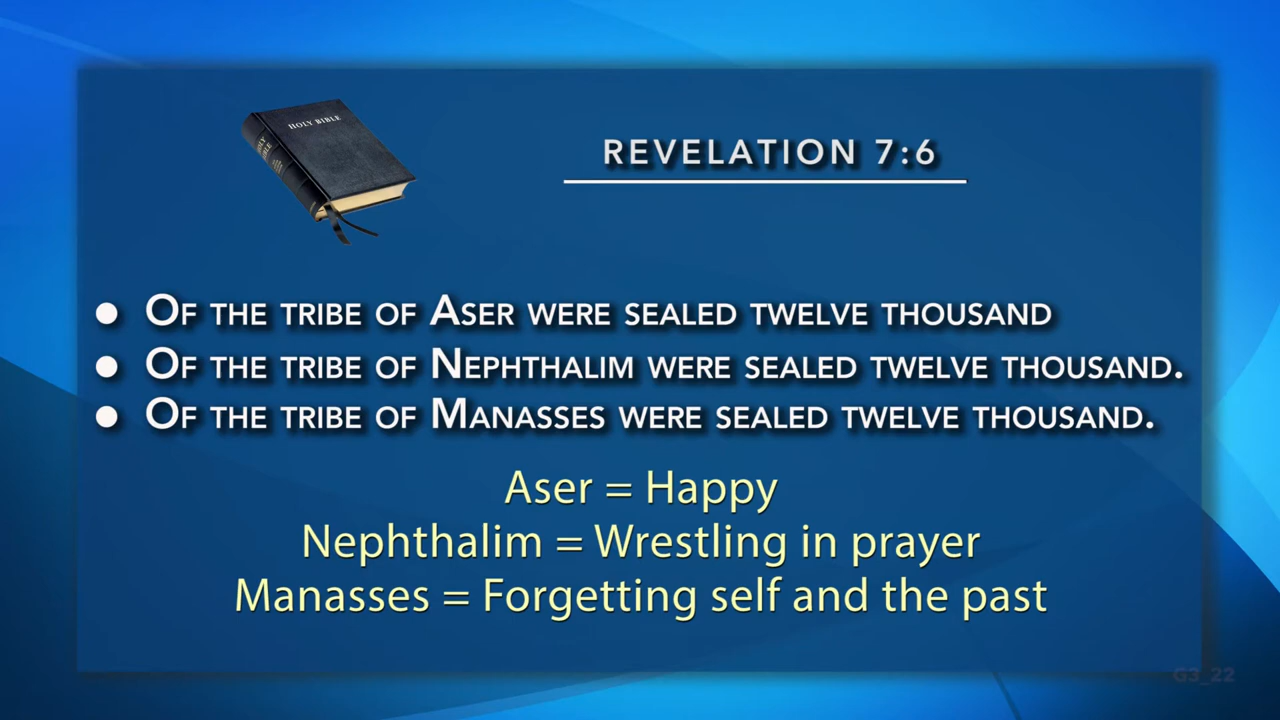 HOLY BIBLE
HOLY BIBLE
REVELATION 7:6
• OF THE TRIBE OF ASER WERE SEALED TWELVE THOUSAND
• OF THE TRIBE OF NEPHTHALIM WERE SEALED TWELVE THOUSAND.
• OF THE TRIBE OF MANASSES WERE SEALED TWELVE THOUSAND.
Aser = Happy
Nephthalim = Wrestling in prayer
Manasses = Forgetting self and the past
G3_22